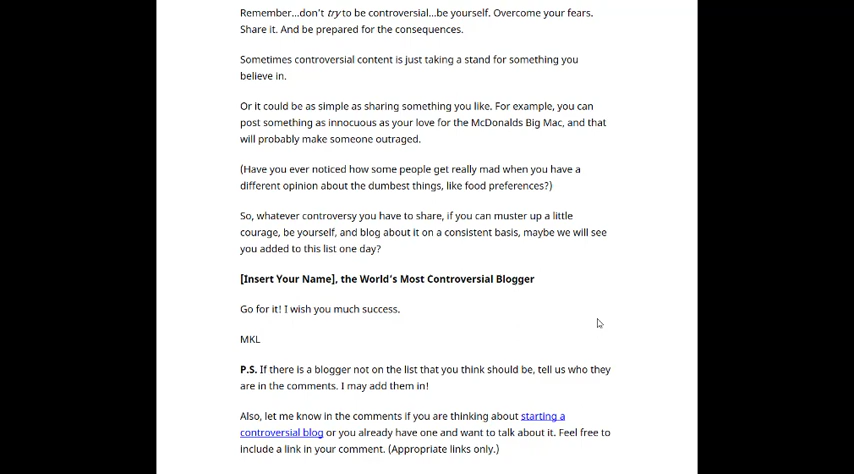 Remember…don’t try to be controversial…be yourself. Overcome your fears.
Share it. And be prepared for the consequences.
Sometimes controversial content is just taking a stand for something you
believe in.
Or it could be as simple as sharing something you like. For example, you can
post something as innocuous as your love for the McDonalds Big Mac, and that
will probably make someone outraged.
(Have you ever noticed how some people get really mad when you have a
different opinion about the dumbest things, like food preferences?)
So, whatever controversy you have to share, if you can muster up a little
courage, be yourself, and blog about it on a consistent basis, maybe we will see
you added to this list one day?
[Insert Your Name], the World’s Most Controversial Blogger
Go for it! I wish you much success.
MKL
P.S. If there is a blogger not on the list that you think should be, tell us who they
are in the comments. I may add them in!
Also, let me know in the comments if you are thinking about starting a
controversial blog or you already have one and want to talk about it. Feel free to
include a link in your comment. (Appropriate links only.)